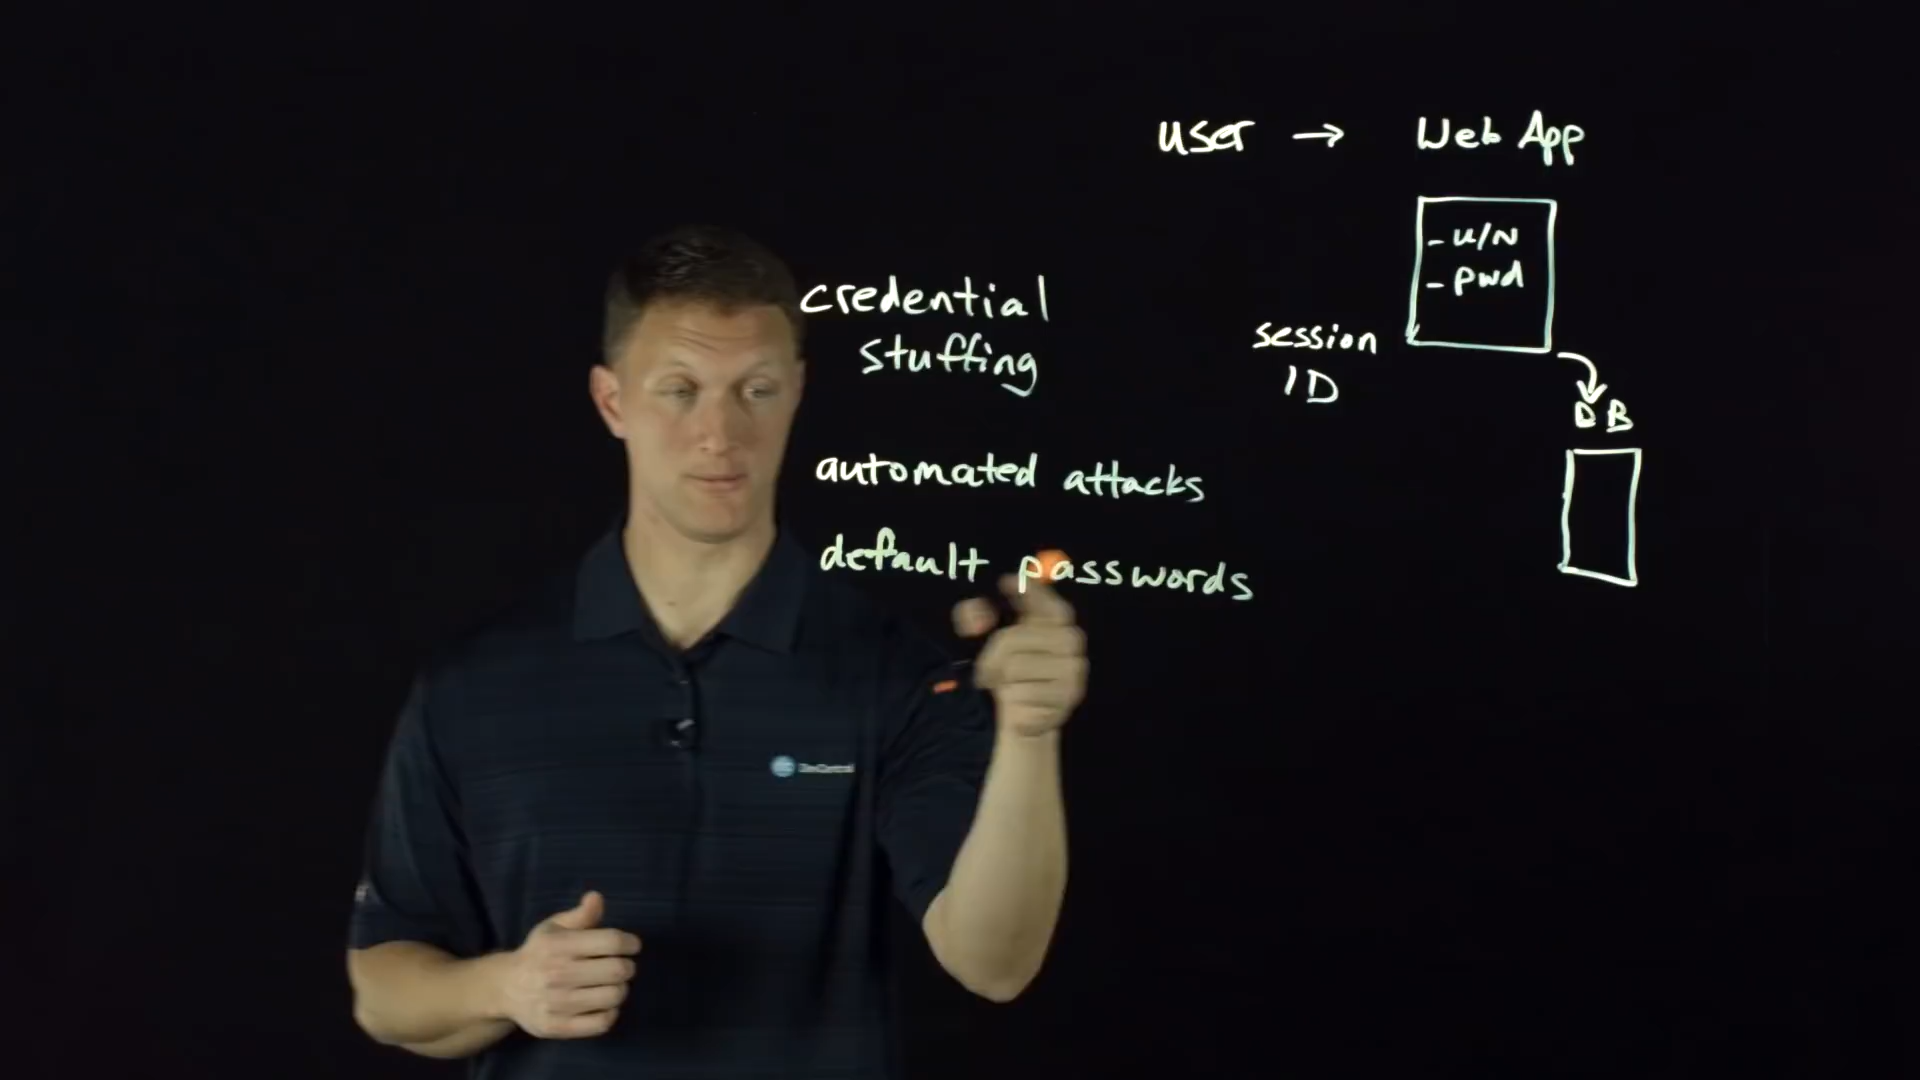 user → Web App
- U/N
- pwd
credential
stuffing
session
ID
DB
automated attacks
default passwords